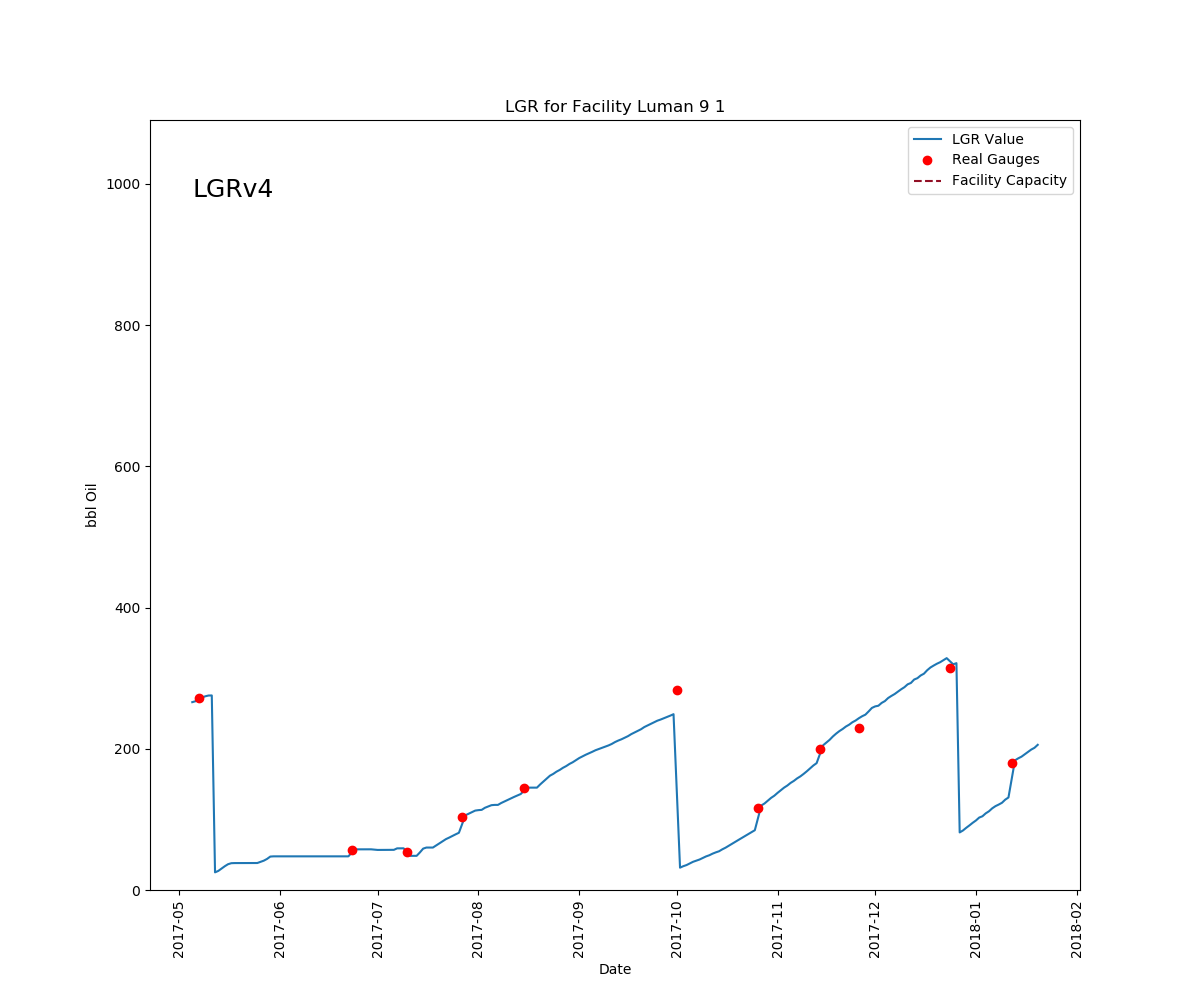 LGR for Facility Luman 9 1
LGRv4
LGR Value
Real Gauges
Facility Capacity
1000
800
600
400
200
0
bbl Oil
2017-05
2017-06
2017-07
2017-08
2017-09
2017-10
2017-11
2017-12
2018-01
2018-02
Date